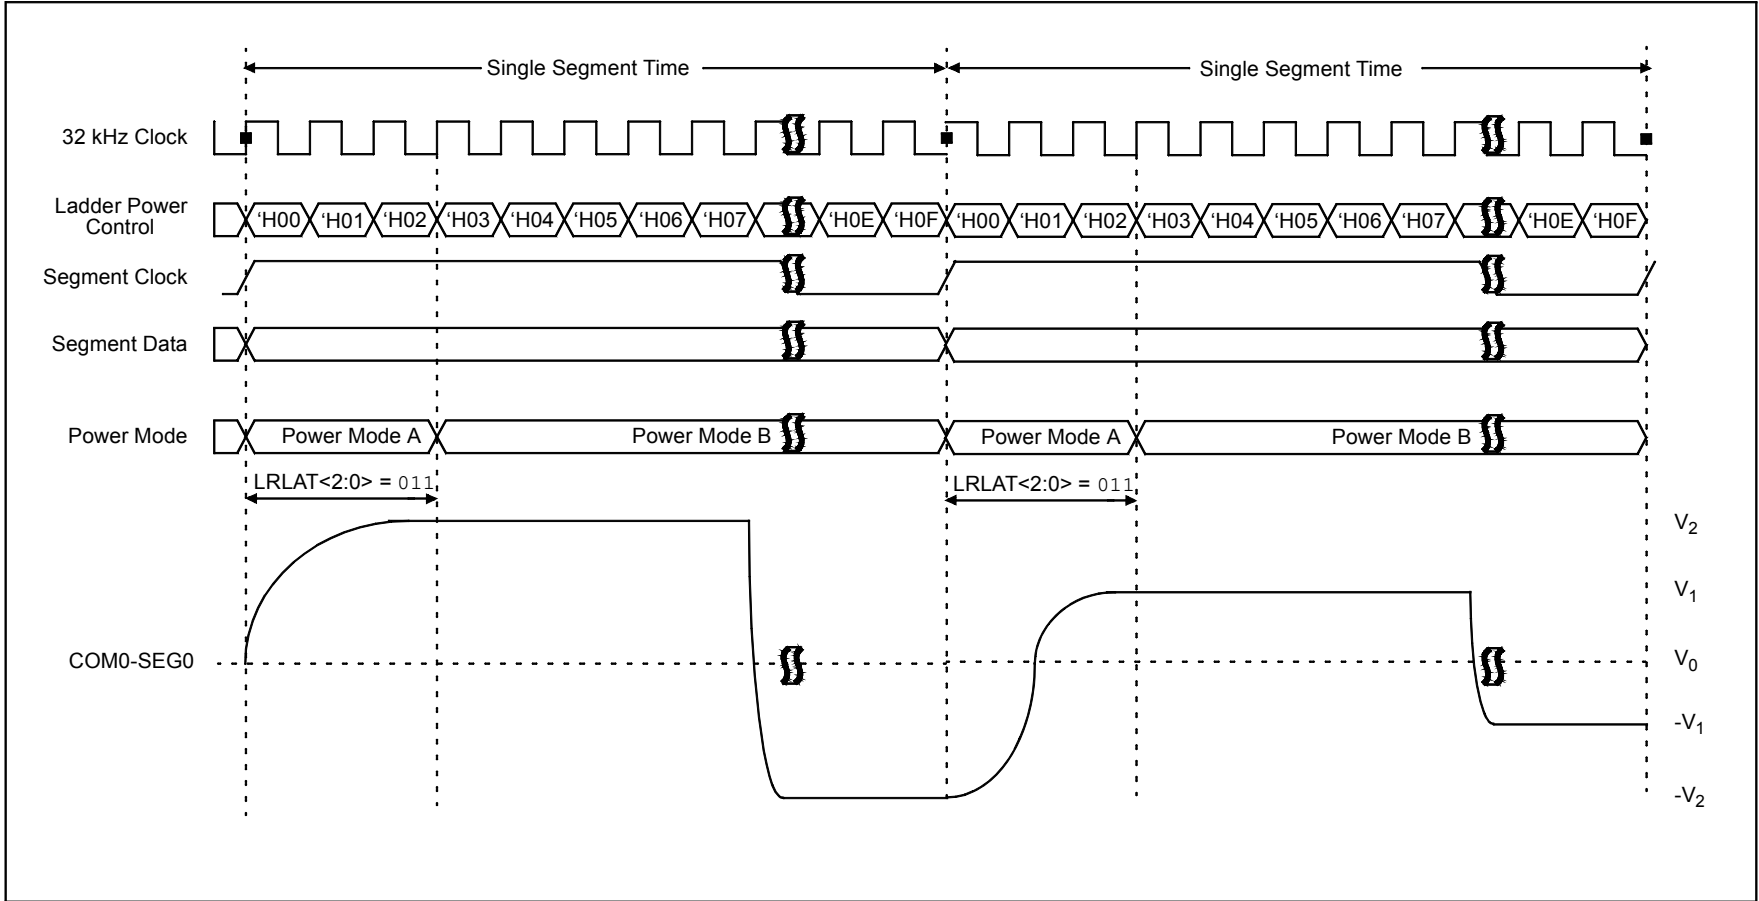 Single Segment Time Single Segment Time
32 kHz Clock
Ladder Power
Control
‘H00 ‘H01 ‘H02 ‘H03 ‘H04 ‘H05 ‘H06 ‘H07 ‘H0E ‘H0F ‘H00 ‘H01 ‘H02 ‘H03 ‘H04 ‘H05 ‘H06 ‘H07 ‘H0E ‘H0F
Segment Clock
Segment Data
Power Mode Power Mode A Power Mode B Power Mode A Power Mode B
LRLAT<2:0> = 011 LRLAT<2:0> = 011
V2
V1
COM0-SEG0 V0
-V1
-V2